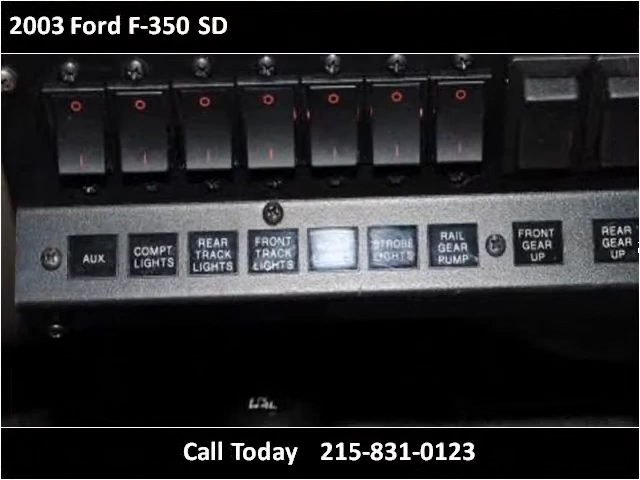 2003 Ford F-350 SD
AUX.
COMPT
LIGHTS
REAR
TRACK
LIGHTS
FRONT
TRACK
LIGHTS
STROBE
LIGHTS
RAIL
GEAR
PUMP
FRONT
GEAR
UP
REAR
GEAR
UP
Call Today 215-831-0123